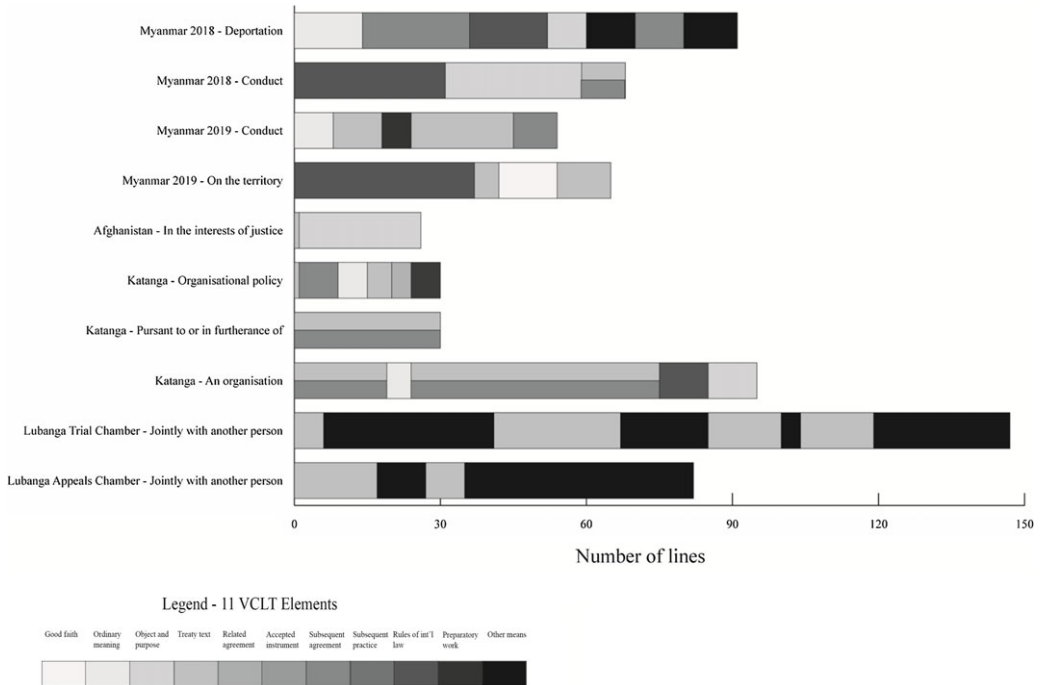 Myanmar 2018 - Deportation
Myanmar 2018 - Conduct
Myanmar 2019 - Conduct
Myanmar 2019 - On the territory
Afghanistan - In the interests of justice
Katanga - Organisational policy
Katanga - Pursant to or in furtherance of
Katanga - An organisation
Lubanga Trial Chamber - Jointly with another person
Lubanga Appeals Chamber - Jointly with another person
0 30 60 90 120 150
Number of lines
Legend - 11 VCLT Elements
Good faith Ordinary Object and Treaty text Related Accepted Subsequent Subsequent Rules of int'l Preparatory Other means
meaning purpose agreement instrument agreement practice law work